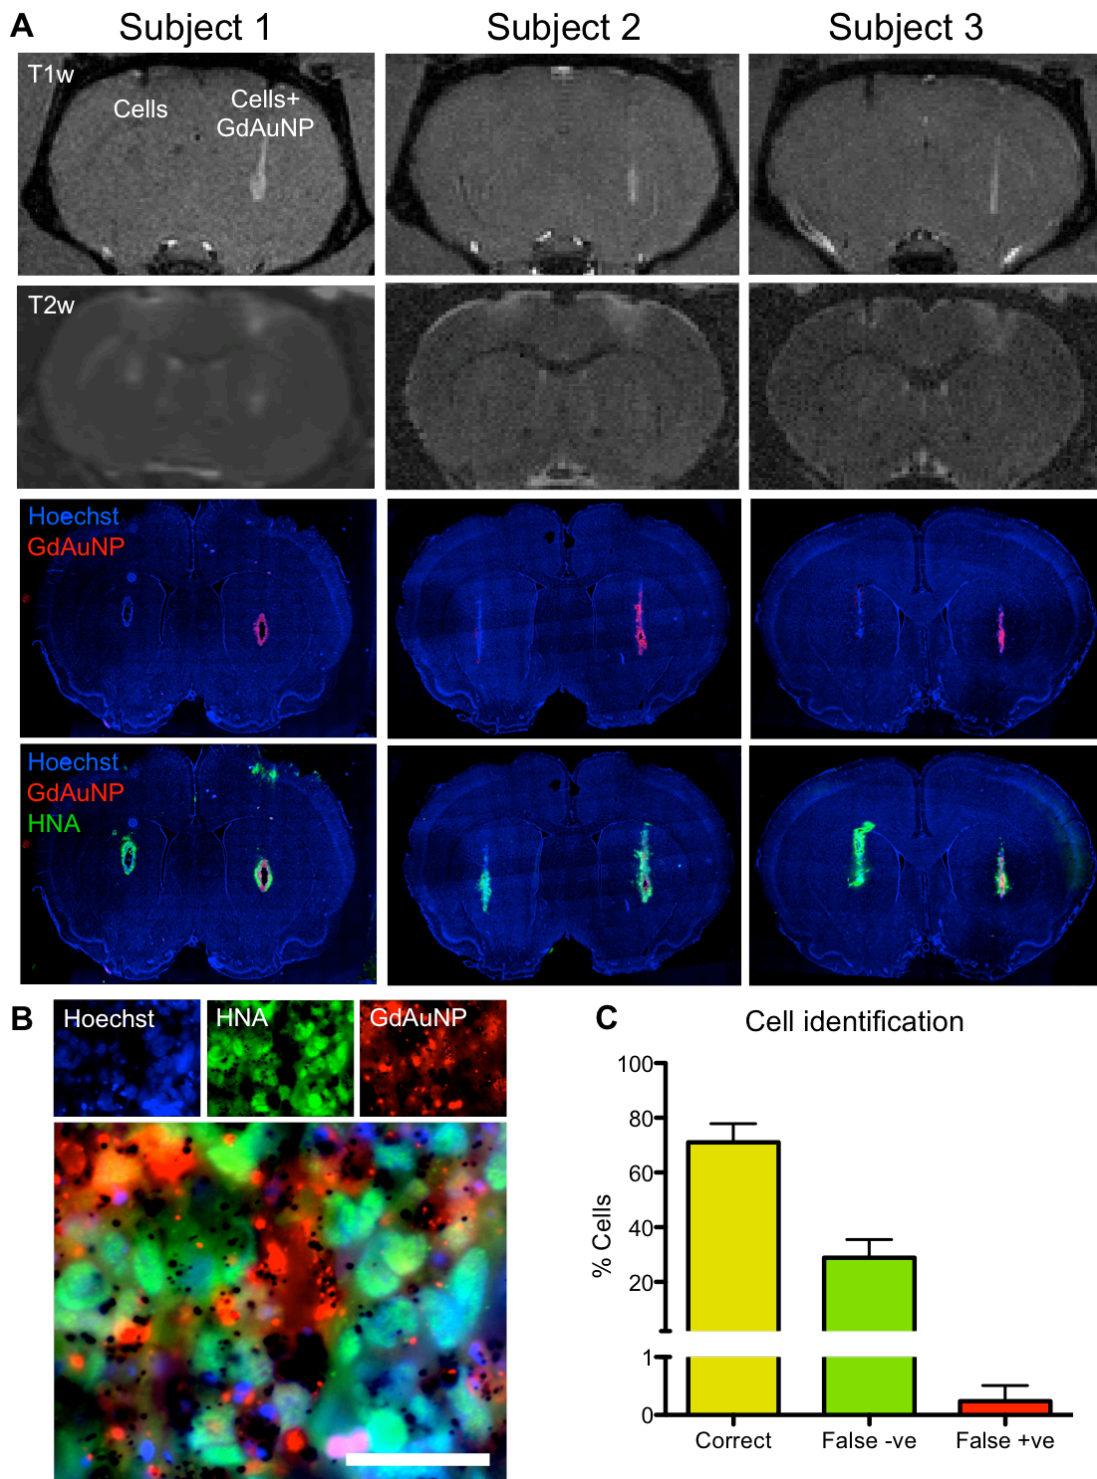 A
Subject 1
Subject 2
Subject 3
T1w
Cells
Cells+
GdAuNP
T2w
Hoechst
GdAuNP
Hoechst
GdAuNP
HNA
B
Hoechst
HNA
GdAuNP
C
Cell identification
100
80
60
40
20
1
0
% Cells
Correct
False -ve
False +ve